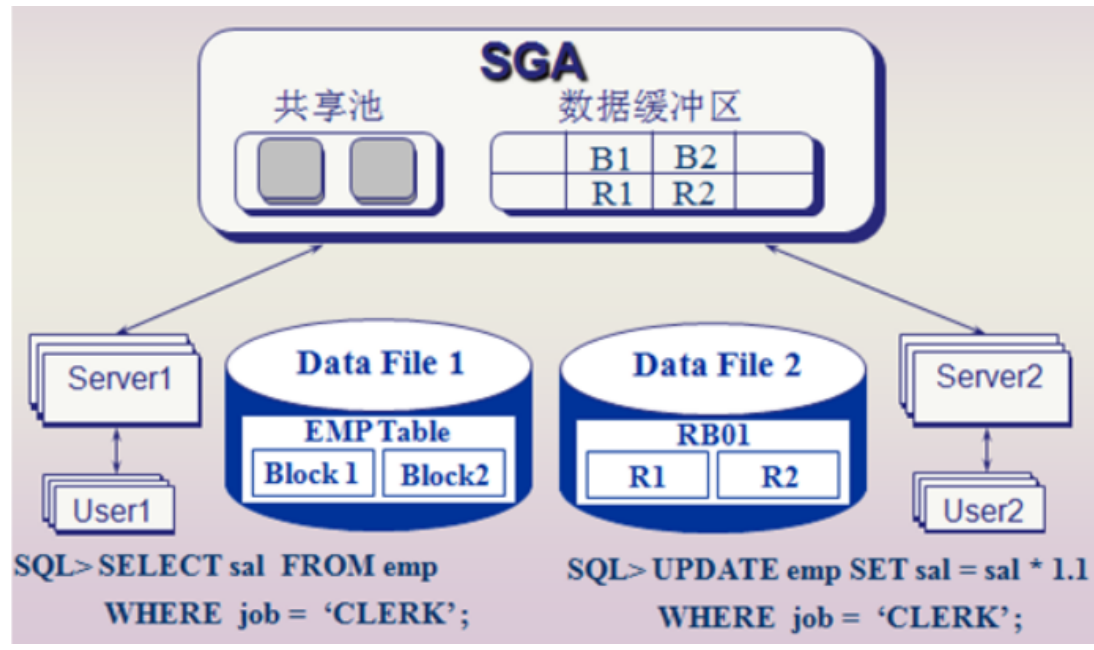 SGA
共享池
数据缓冲区
B1 B2
R1 R2
Server1
Server2
Data File 1
Data File 2
EMP Table
RB01
Block 1 Block2
R1 R2
User1
User2
SQL> SELECT sal FROM emp
WHERE job = ‘CLERK’;
SQL> UPDATE emp SET sal = sal * 1.1
WHERE job = ‘CLERK’;